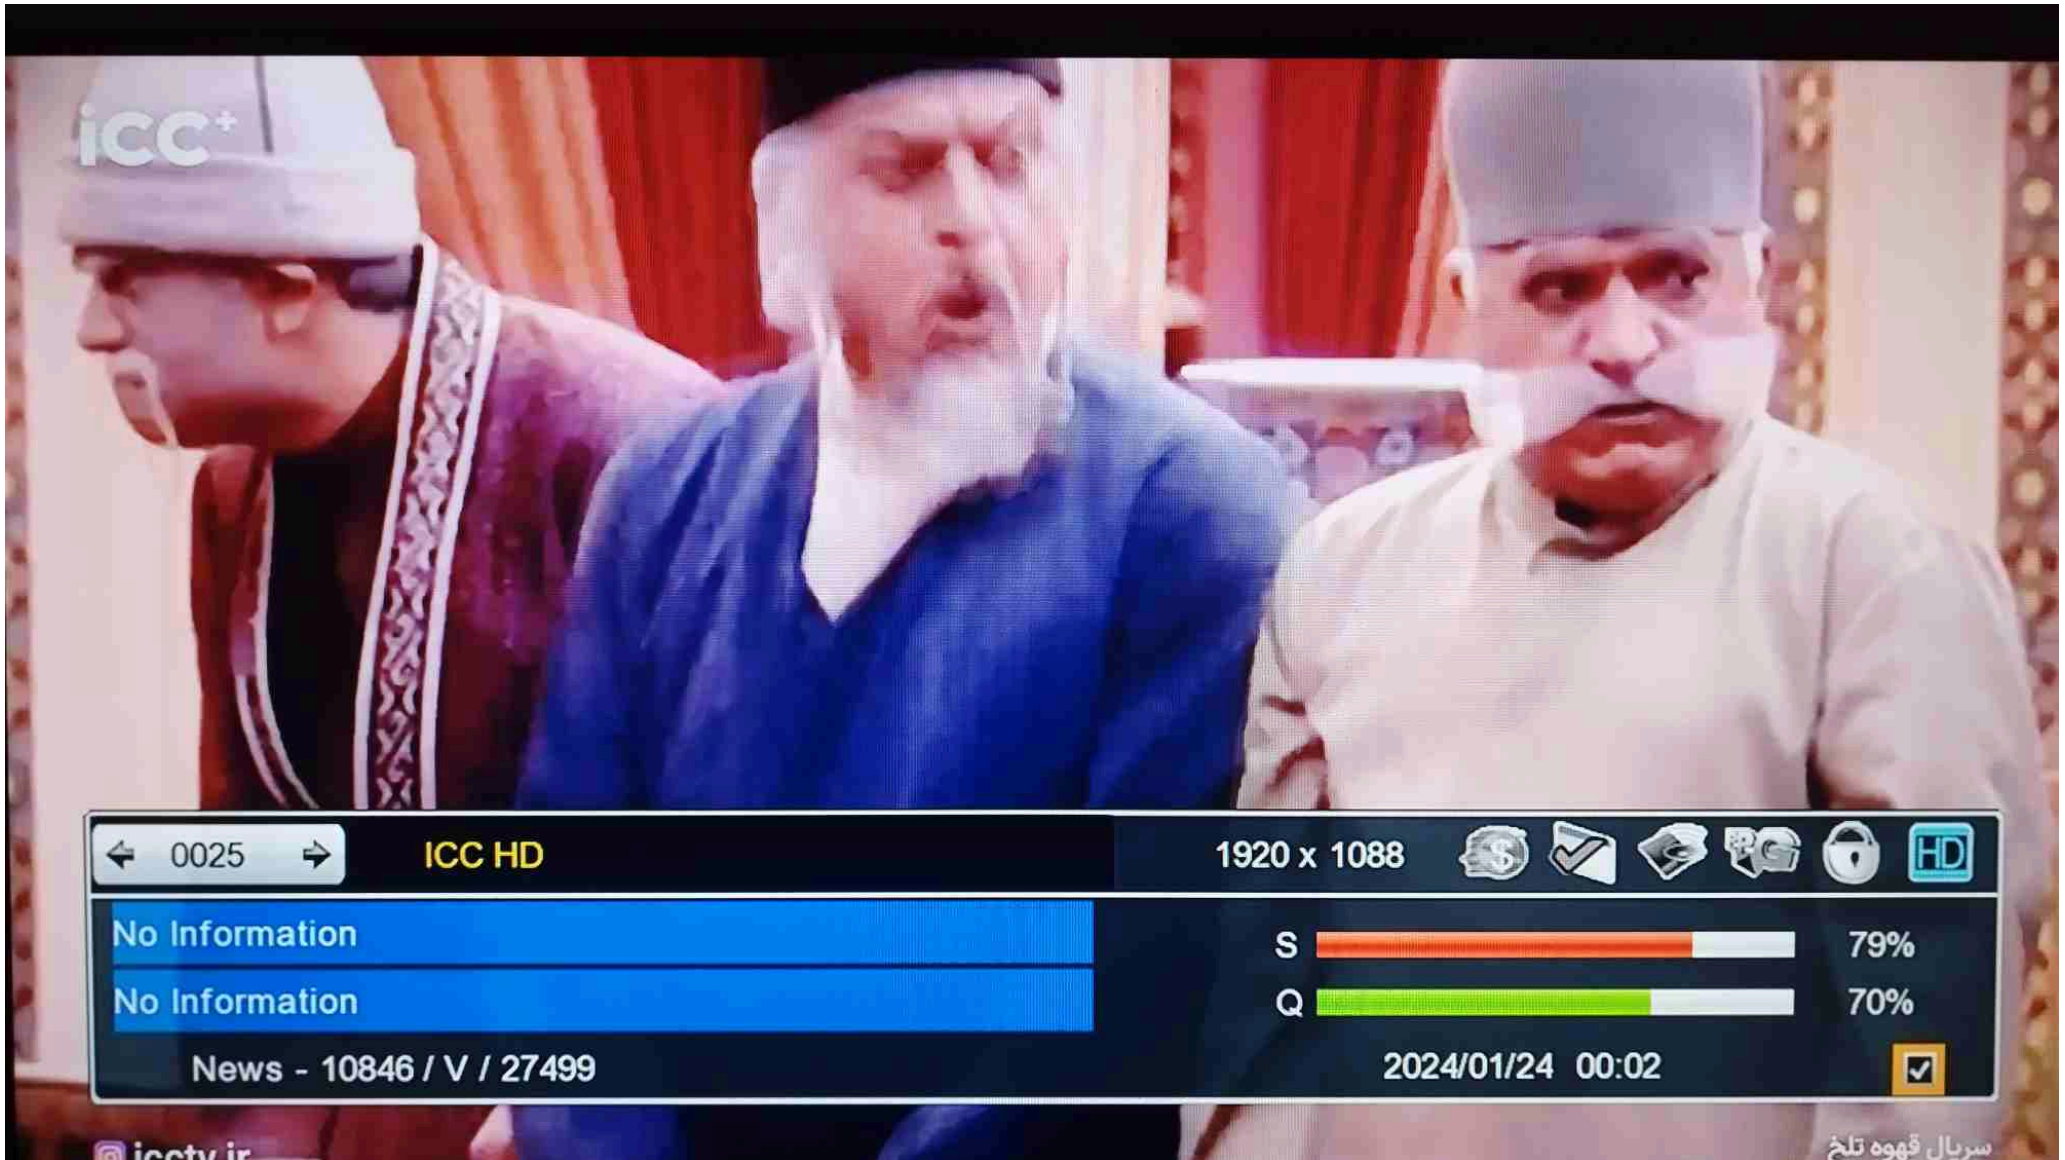 icc+
0025
ICC HD
1920 x 1088
$
G
HD
No Information
S 79%
No Information
Q 70%
News - 10846 / V / 27499
2024/01/24 00:02
icctv.ir
سریال قهوه تلخ